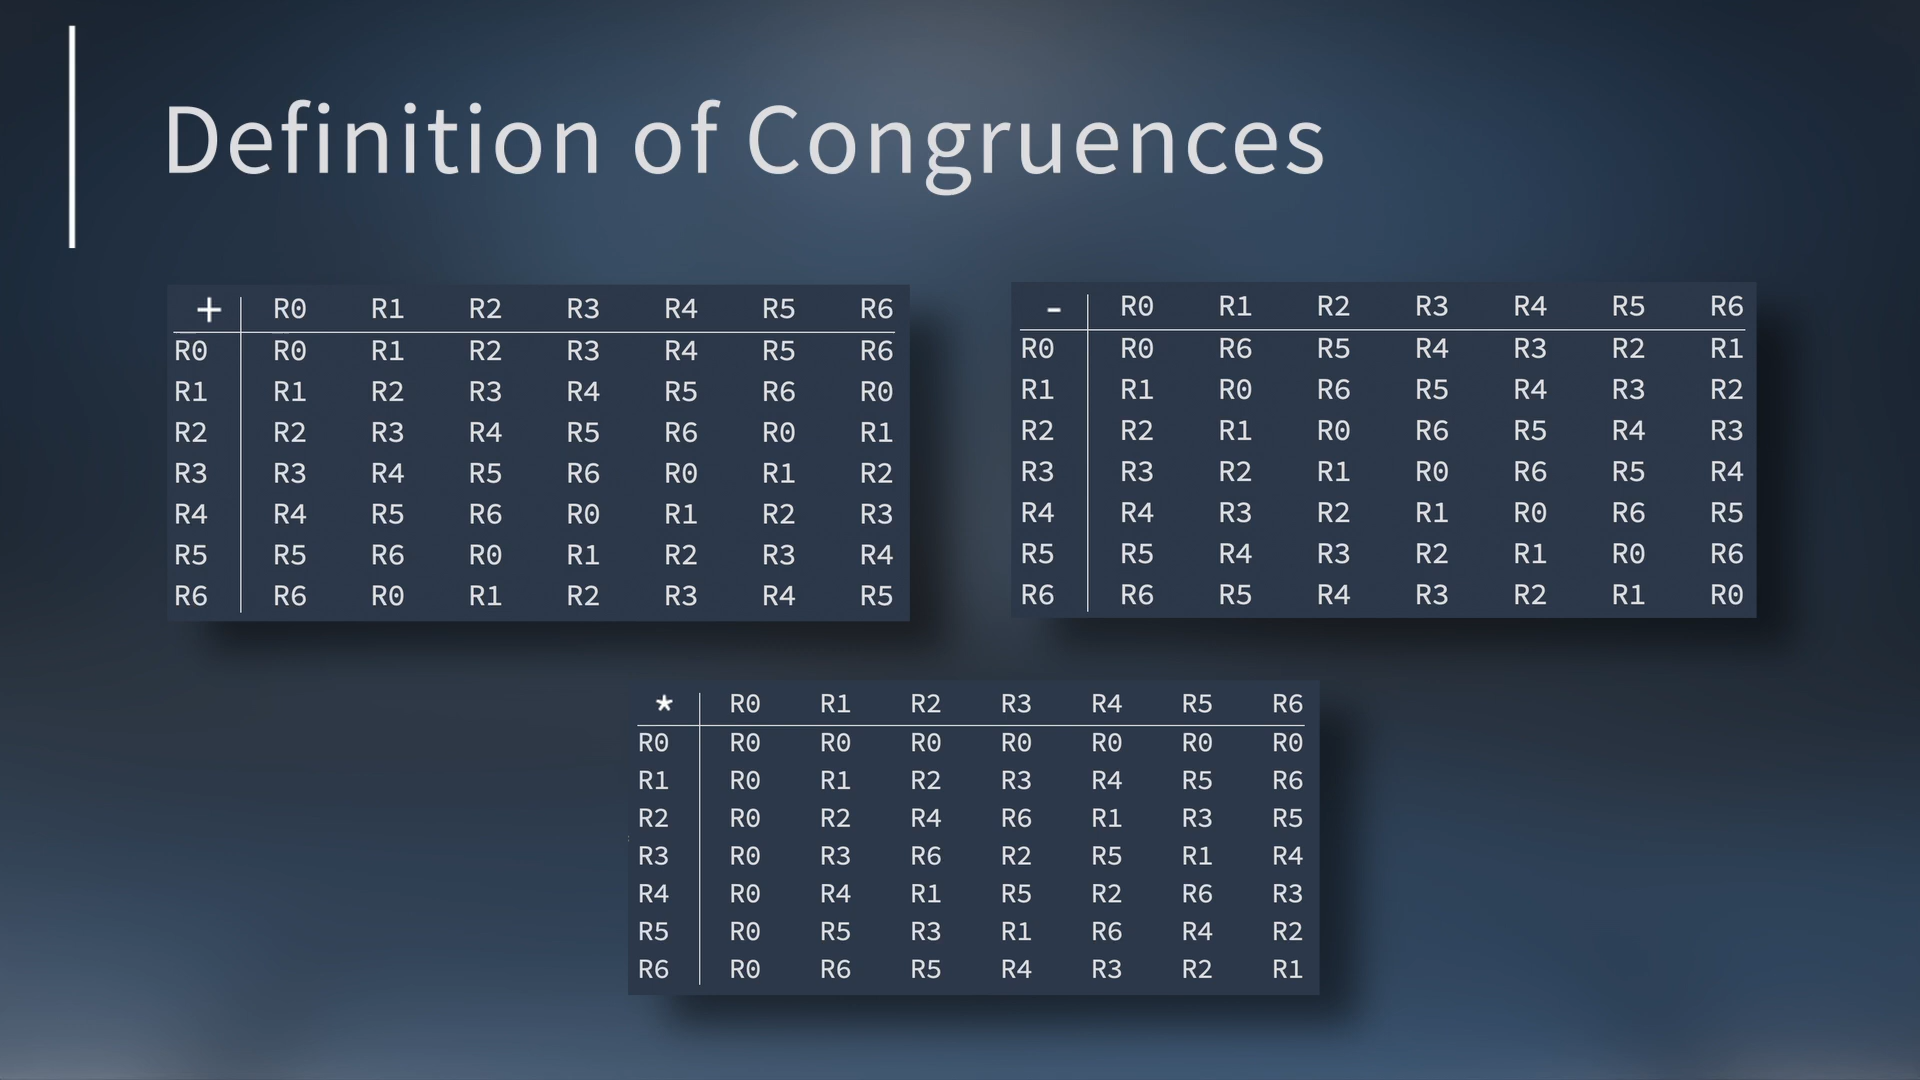 Definition of Congruences
+ R0 R1 R2 R3 R4 R5 R6
R0 R0 R1 R2 R3 R4 R5 R6
R1 R1 R2 R3 R4 R5 R6 R0
R2 R2 R3 R4 R5 R6 R0 R1
R3 R3 R4 R5 R6 R0 R1 R2
R4 R4 R5 R6 R0 R1 R2 R3
R5 R5 R6 R0 R1 R2 R3 R4
R6 R6 R0 R1 R2 R3 R4 R5
- R0 R1 R2 R3 R4 R5 R6
R0 R0 R6 R5 R4 R3 R2 R1
R1 R1 R0 R6 R5 R4 R3 R2
R2 R2 R1 R0 R6 R5 R4 R3
R3 R3 R2 R1 R0 R6 R5 R4
R4 R4 R3 R2 R1 R0 R6 R5
R5 R5 R4 R3 R2 R1 R0 R6
R6 R6 R5 R4 R3 R2 R1 R0
* R0 R1 R2 R3 R4 R5 R6
R0 R0 R0 R0 R0 R0 R0 R0
R1 R0 R1 R2 R3 R4 R5 R6
R2 R0 R2 R4 R6 R1 R3 R5
R3 R0 R3 R6 R2 R5 R1 R4
R4 R0 R4 R1 R5 R2 R6 R3
R5 R0 R5 R3 R1 R6 R4 R2
R6 R0 R6 R5 R4 R3 R2 R1